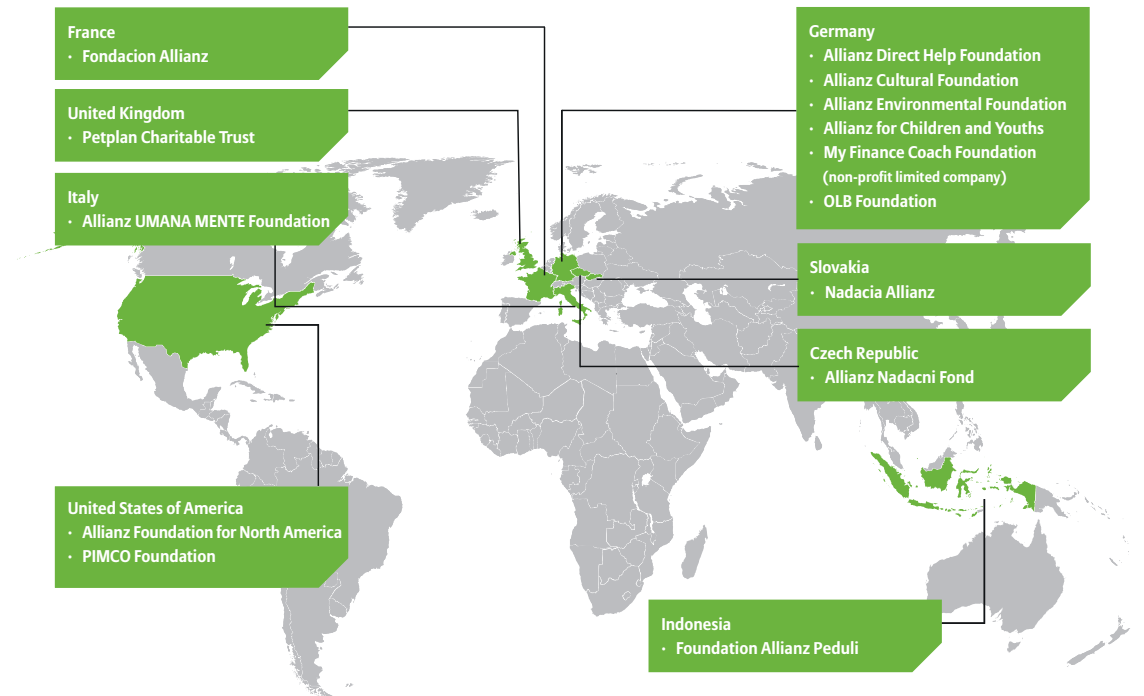 France
· Fondacion Allianz
United Kingdom
· Petplan Charitable Trust
Italy
· Allianz UMANA MENTE Foundation
United States of America
· Allianz Foundation for North America
· PIMCO Foundation
Germany
· Allianz Direct Help Foundation
· Allianz Cultural Foundation
· Allianz Environmental Foundation
· Allianz for Children and Youths
· My Finance Coach Foundation
(non-profit limited company)
· OLB Foundation
Slovakia
· Nadacia Allianz
Czech Republic
· Allianz Nadacni Fond
Indonesia
· Foundation Allianz Peduli